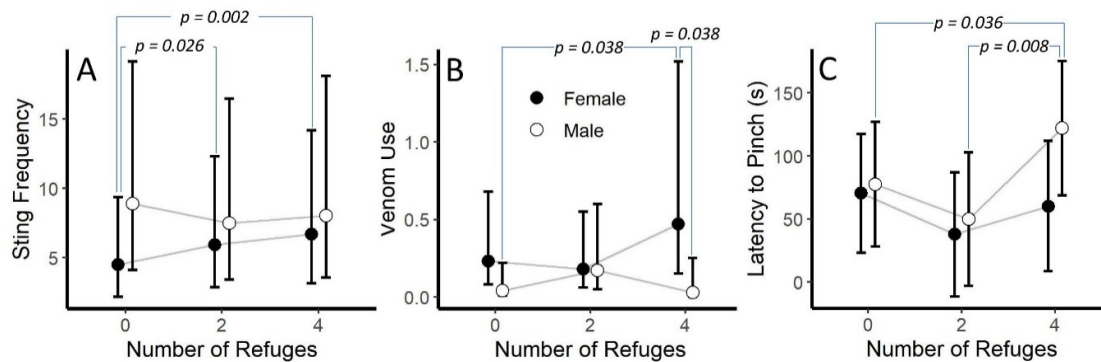 p = 0.002
p = 0.026
A
Sting Frequency
15
10
5
0
2
4
Number of Refuges
p = 0.038
p = 0.038
B
Female
Male
Venom Use
1.5
1.0
0.5
0.0
0
2
4
Number of Refuges
p = 0.036
p = 0.008
C
Latency to Pinch (s)
150
100
50
0
0
2
4
Number of Refuges